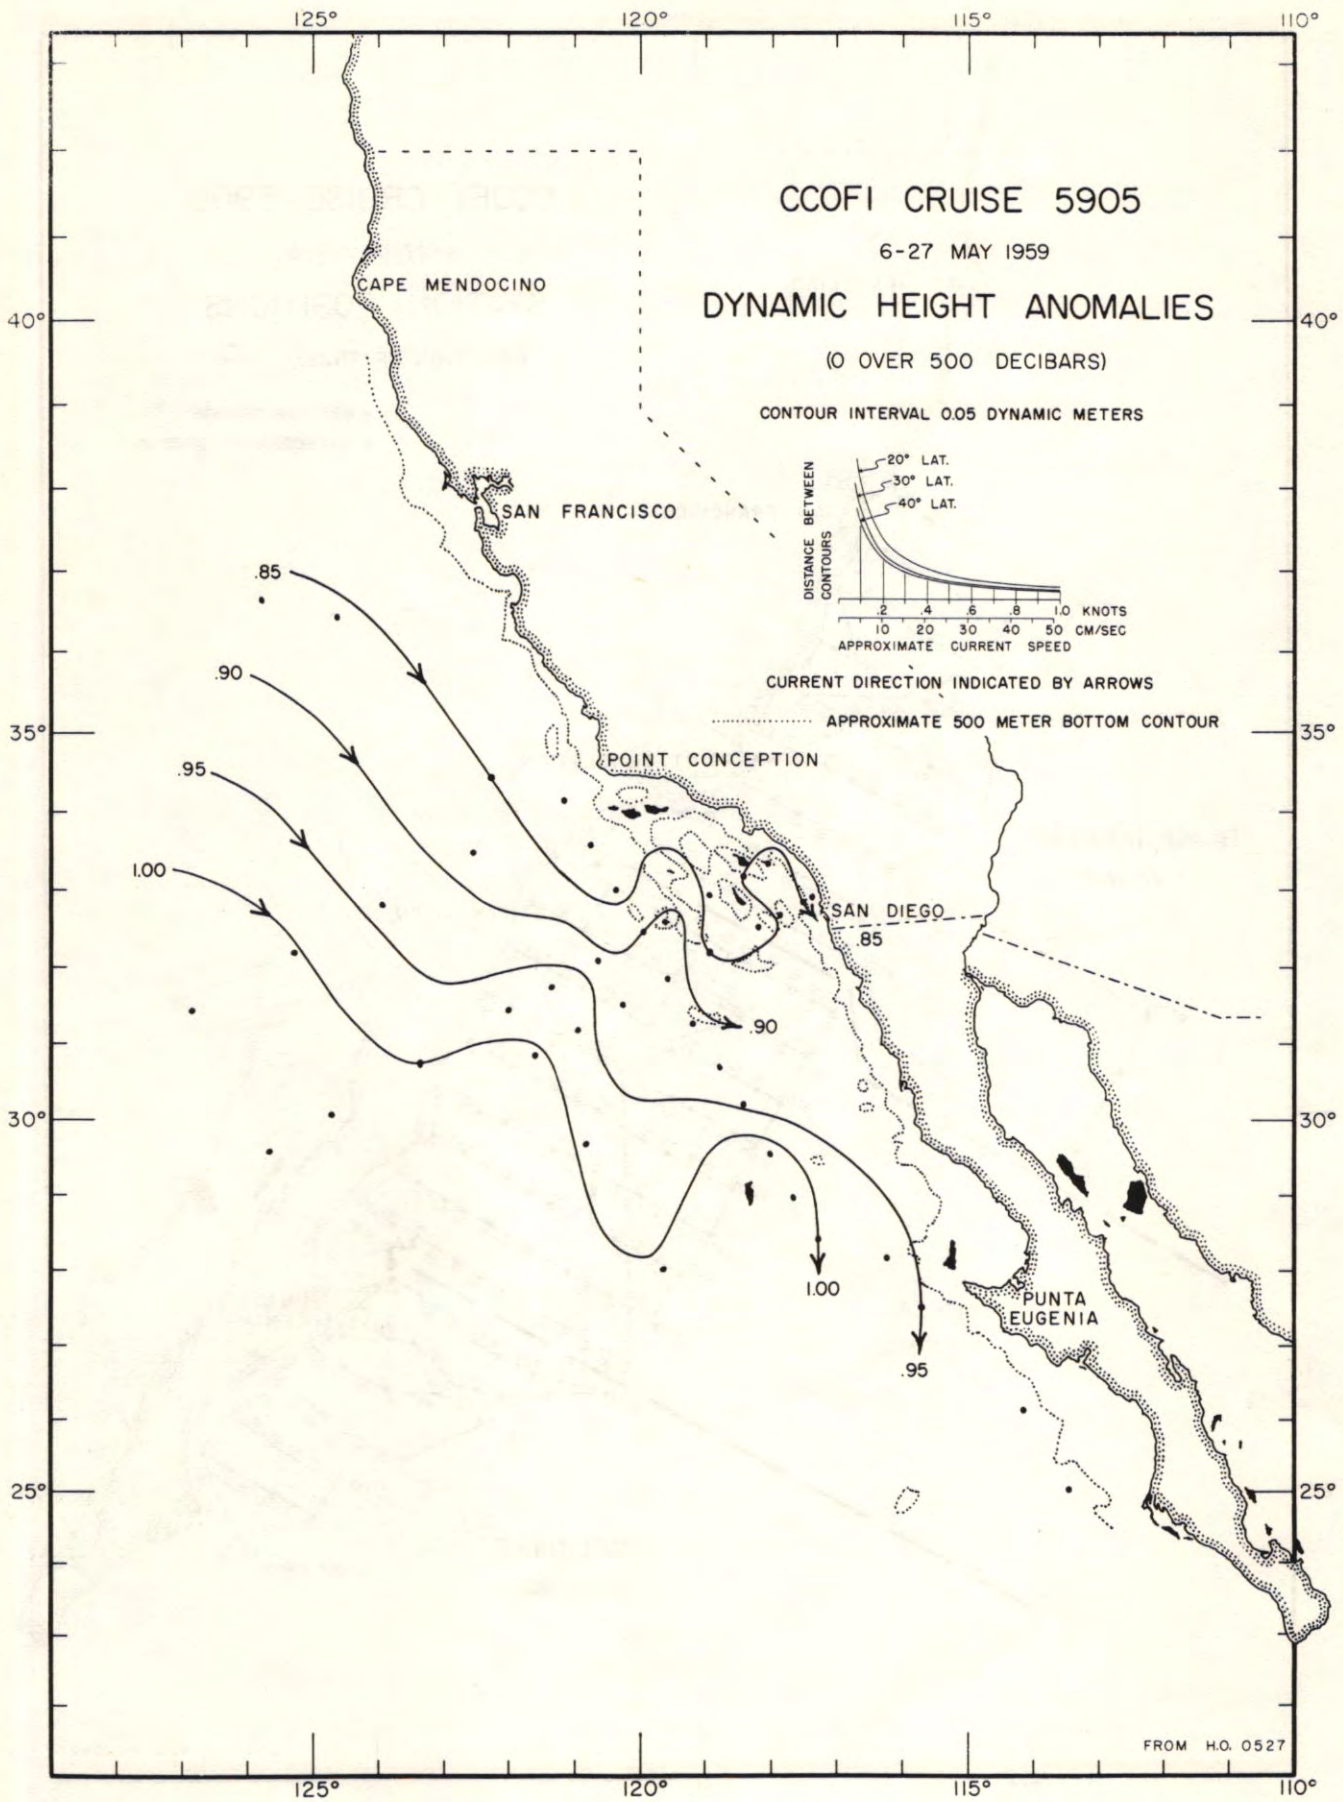 125° 120° 115° 110°
CCOFI CRUISE 5905
6-27 MAY 1959
CAPE MENDOCINO
DYNAMIC HEIGHT ANOMALIES
40° 40°
(0 OVER 500 DECIBARS)
CONTOUR INTERVAL 0.05 DYNAMIC METERS
DISTANCE BETWEEN
CONTOURS
20° LAT.
30° LAT.
40° LAT.
SAN FRANCISCO
.2 .4 .6 .8 1.0 KNOTS
10 20 30 40 50 CM/SEC
APPROXIMATE CURRENT SPEED
.85
.90
CURRENT DIRECTION INDICATED BY ARROWS
APPROXIMATE 500 METER BOTTOM CONTOUR
35° 35°
POINT CONCEPTION
.95
1.00
SAN DIEGO
.85
.90
30° 30°
1.00
PUNTA
EUGENIA
.95
25° 25°
FROM H.O. 0527
125° 120° 115° 110°